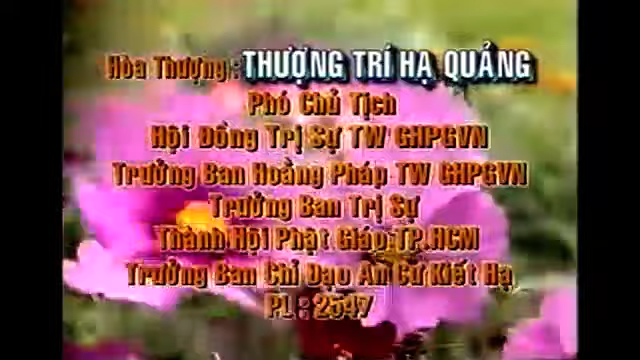 Hòa Thượng : THƯỢNG TRÍ HẠ QUẢNG
Phó Chủ Tịch
Hội Đồng Trị Sự TW GHPGVN
Trưởng Ban Hoằng Pháp TW GHPGVN
Trưởng Ban Trị Sự
Thành Hội Phật Giáo TP.HCM
Trưởng Ban Chỉ Đạo An Cư Kiết Hạ
PL : 2547